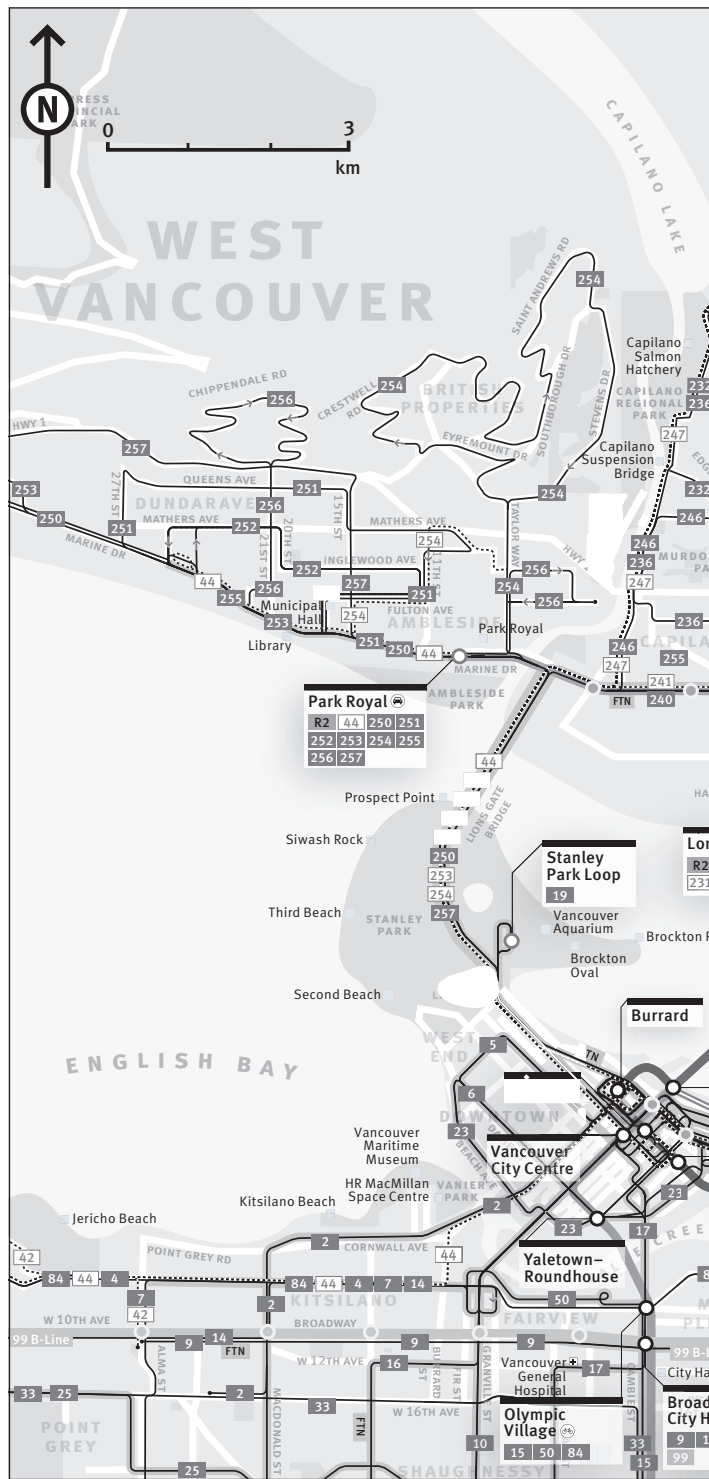 N
0 3
km
WEST
VANCOUVER
CAPILANO LAKE
SAINT ANDREWS RD
254
Capilano
Salmon
Hatchery
CHIPPENDALE RD
256
CRESTWELL
RD
254
BRITISH
PROPERTIES
SOUTHBOROUGH DR
STEVENS DR
CAPILANO
REGIONAL
PARK
232
236
247
HWY 1
257
EYREMOUNT DR
Capilano
Suspension
Bridge
253
27TH ST
QUEENS AVE
251
254
232
250
DUNDARAVE
256
15TH ST
TAYLOR WAY
246
251
MATHERS AVE
252
20TH ST
MATHERS AVE
254
246
MARINE DR
21ST ST
INGLEWOOD AVE
11TH ST
HWY
236
44
252
257
256
247
255
256
251
254
256
Municipal
Hall
254
FULTON AVE
AMBLESIDE
236
253
Park Royal
246
Library
251
250
44
MARINE DR
247
255
241
FTN
240
AMBLESIDE
PARK
Park Royal
R2 44 250 251
252 253 254 255
256 257
44
Prospect Point
LIONS GATE
BRIDGE
Siwash Rock
250
253
254
257
Stanley
Park Loop
19
R2
231
Third Beach
STANLEY
PARK
Vancouver
Aquarium
Brockton
Oval
Second Beach
Burrard
WEST
END
5
ENGLISH BAY
6
DOWNTOWN
23
BEACH AVE
Vancouver
Maritime
Museum
Vancouver
City Centre
HR MacMillan
Space Centre
VANIER
PARK
23
Kitsilano Beach
2
Jericho Beach
23
17
2
CORNWALL AVE
POINT GREY RD
42
44
Yaletown–
Roundhouse
84 44 4
84 44 4 7 14
7
2
KITSILANO
50
42
W 10TH AVE
BROADWAY
FAIRVIEW
99 B-Line
9
14
9
9
FTN
ALMA ST
W 12TH AVE
16
BURRARD
ST
FIR ST
GRANVILLE ST
Vancouver
General
Hospital
17
CAMBIE ST
33 25
2
MACDONALD ST
33
W 16TH AVE
FTN
Olympic
Village
15 50 84
9
99
POINT
GREY
10
33
15
25
SHAUGHNESSY